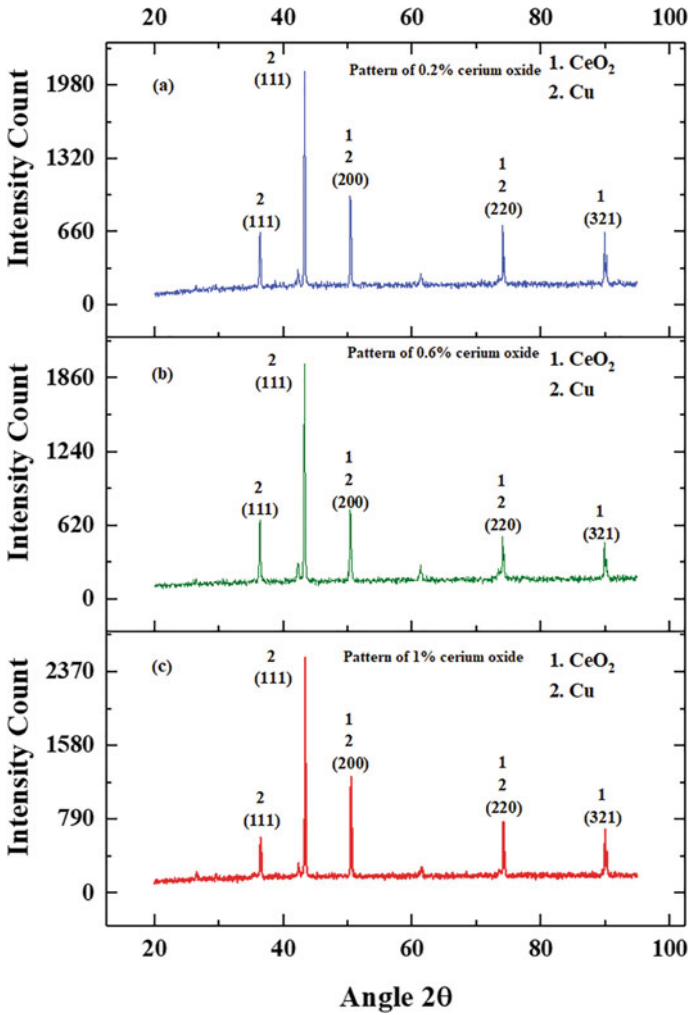 20 40 60 80 100
2
(111)
(a)
Pattern of 0.2% cerium oxide
1. CeO₂
2. Cu
1980
1320
660
0
Intensity Count
2
(111)
1
2
(200)
1
2
(220)
1
(321)
2
(111)
(b)
Pattern of 0.6% cerium oxide
1. CeO₂
2. Cu
1860
1240
620
0
Intensity Count
2
(111)
1
2
(200)
1
2
(220)
1
(321)
2
(111)
(c)
Pattern of 1% cerium oxide
1. CeO₂
2. Cu
2370
1580
790
0
Intensity Count
2
(111)
1
2
(200)
1
2
(220)
1
(321)
20 40 60 80 100
Angle 2θ